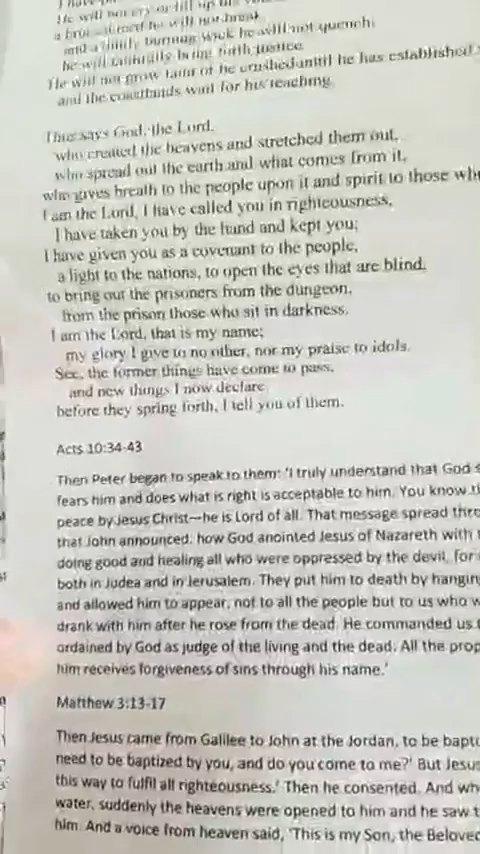 He will not cry or lift up his
a bruised reed he will not break,
and a dimly burning wick he will not quench;
he will faithfully bring forth justice.
He will not grow faint or be crushed until he has established
and the coastlands wait for his teaching.
Thus says God, the Lord,
who created the heavens and stretched them out,
who spread out the earth and what comes from it,
who gives breath to the people upon it and spirit to those
I am the Lord, I have called you in righteousness,
I have taken you by the hand and kept you;
I have given you as a covenant to the people,
a light to the nations, to open the eyes that are blind,
to bring out the prisoners from the dungeon,
from the prison those who sit in darkness.
I am the Lord, that is my name;
my glory I give to no other, nor my praise to idols.
See, the former things have come to pass,
and new things I now declare;
before they spring forth, I tell you of them.
Acts 10:34-43
Then Peter began to speak to them: 'I truly understand that God
fears him and does what is right is acceptable to him. You know
peace by Jesus Christ—he is Lord of all. That message spread
that John announced: how God anointed Jesus of Nazareth with
doing good and healing all who were oppressed by the devil, for
both in Judea and in Jerusalem. They put him to death by
and allowed him to appear, not to all the people but to us who
drank with him after he rose from the dead. He commanded us
ordained by God as judge of the living and the dead. All the
him receives forgiveness of sins through his name.'
Matthew 3:13-17
Then Jesus came from Galilee to John at the Jordan, to be
need to be baptized by you, and do you come to me?' But Jesus
this way to fulfil all righteousness.' Then he consented. And
water, suddenly the heavens were opened to him and he saw
him. And a voice from heaven said, 'This is my Son, the